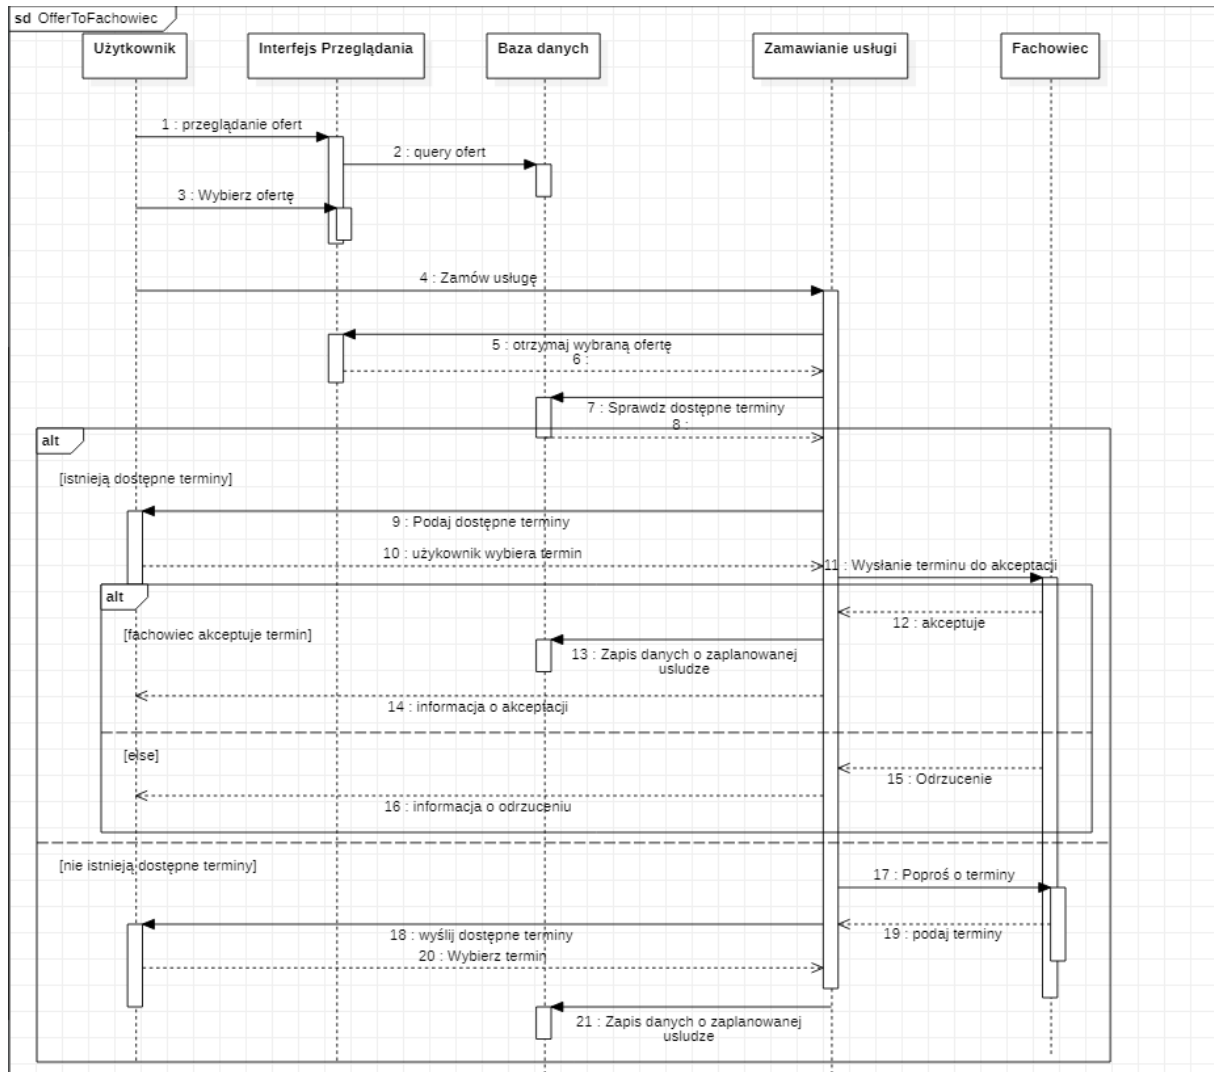 sd OfferToFachowiec
Użytkownik
Interfejs Przeglądania
Baza danych
Zamawianie usługi
Fachowiec
1 : przeglądanie ofert
2 : query ofert
3 : Wybierz ofertę
4 : Zamów usługę
5 : otrzymaj wybraną ofertę
6 :
7 : Sprawdz dostępne terminy
8 :
alt
[istnieją dostępne terminy]
9 : Podaj dostępne terminy
10 : użykownik wybiera termin
11 : Wysłanie terminu do akceptacji
alt
12 : akceptuje
[fachowiec akceptuje termin]
13 : Zapis danych o zaplanowanej
usludze
14 : informacja o akceptacji
[else]
15 : Odrzucenie
16 : informacja o odrzuceniu
[nie istnieją dostępne terminy]
17 : Poproś o terminy
18 : wyślij dostępne terminy
19 : podaj terminy
20 : Wybierz termin
21 : Zapis danych o zaplanowanej
usludze